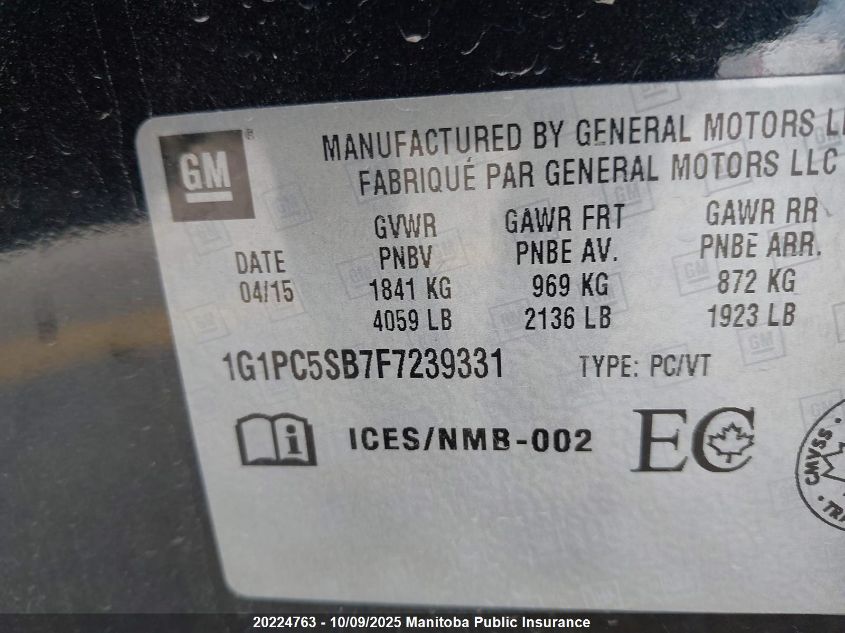 GM
MANUFACTURED BY GENERAL MOTORS
FABRIQUÉ PAR GENERAL MOTORS LLC
DATE
04/15
GVWR
PNBV
1841 KG
4059 LB
GAWR FRT
PNBE AV.
969 KG
2136 LB
GAWR RR
PNBE ARR.
872 KG
1923 LB
1G1PC5SB7F7239331 TYPE: PC/VT
i ICES/NMB-002 EC
CMVSS
20224763 - 10/09/2025 Manitoba Public Insurance